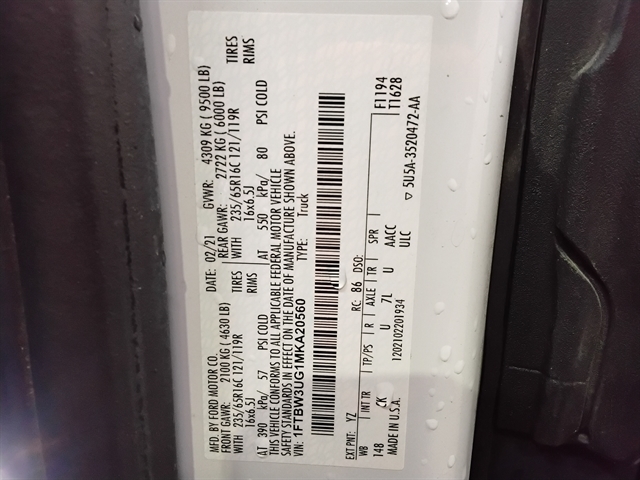 MFD. BY FORD MOTOR CO. DATE: 02/21 GVWR: 4309 KG ( 9500 LB)
FRONT GAWR: 2100 KG ( 4630 LB) REAR GAWR: 2722 KG ( 6000 LB)
WITH 235/65R16C 121/119R TIRES WITH 235/65R16C 121/119R TIRES
16x6.5J RIMS 16x6.5J RIMS
AT 390 kPa/ 57 PSI COLD AT 550 kPa/ 80 PSI COLD
THIS VEHICLE CONFORMS TO ALL APPLICABLE FEDERAL MOTOR VEHICLE
SAFETY STANDARDS IN EFFECT ON THE DATE OF MANUFACTURE SHOWN ABOVE.
VIN: 1FTBW3UG1MKA20560 TYPE: Truck
EXT PNT: YZ RC: 86 DSO: F1194
T1628
WB INT TR TP/PS R AXLE TR SPR
148 CK U 7L U AACC
MADE IN U.S.A. 1202102201934 ULC
▽ 5U5A-3520472-AA